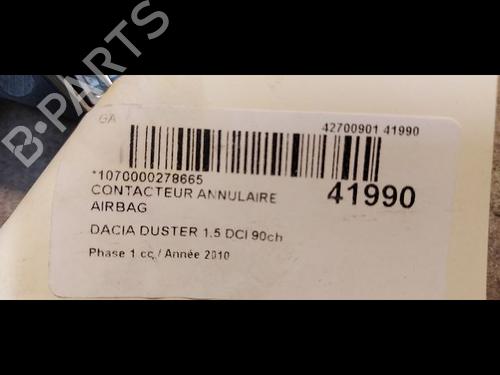 B-PARTS
GA
42700901 41990
*1070000278665
CONTACTEUR ANNULAIRE
41990
AIRBAG
DACIA DUSTER 1.5 DCI 90ch
Phase 1 cc / Année 2010